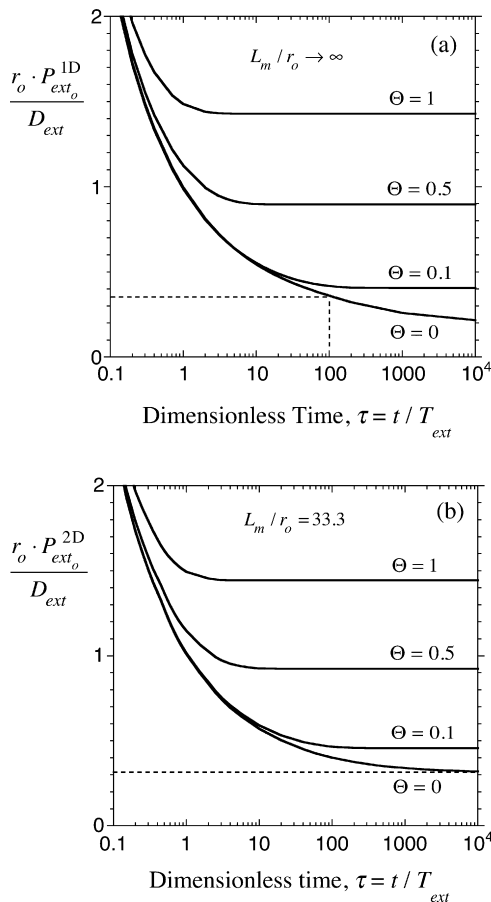 (a)
L_m / r_o → ∞
r_o · P_ext_o^1D
D_ext
2
1
0
Θ = 1
Θ = 0.5
Θ = 0.1
Θ = 0
0.1 1 10 100 1000 10^4
Dimensionless Time, τ = t / T_ext
(b)
L_m / r_o = 33.3
r_o · P_ext_o^2D
D_ext
2
1
0
Θ = 1
Θ = 0.5
Θ = 0.1
Θ = 0
0.1 1 10 100 1000 10^4
Dimensionless time, τ = t / T_ext